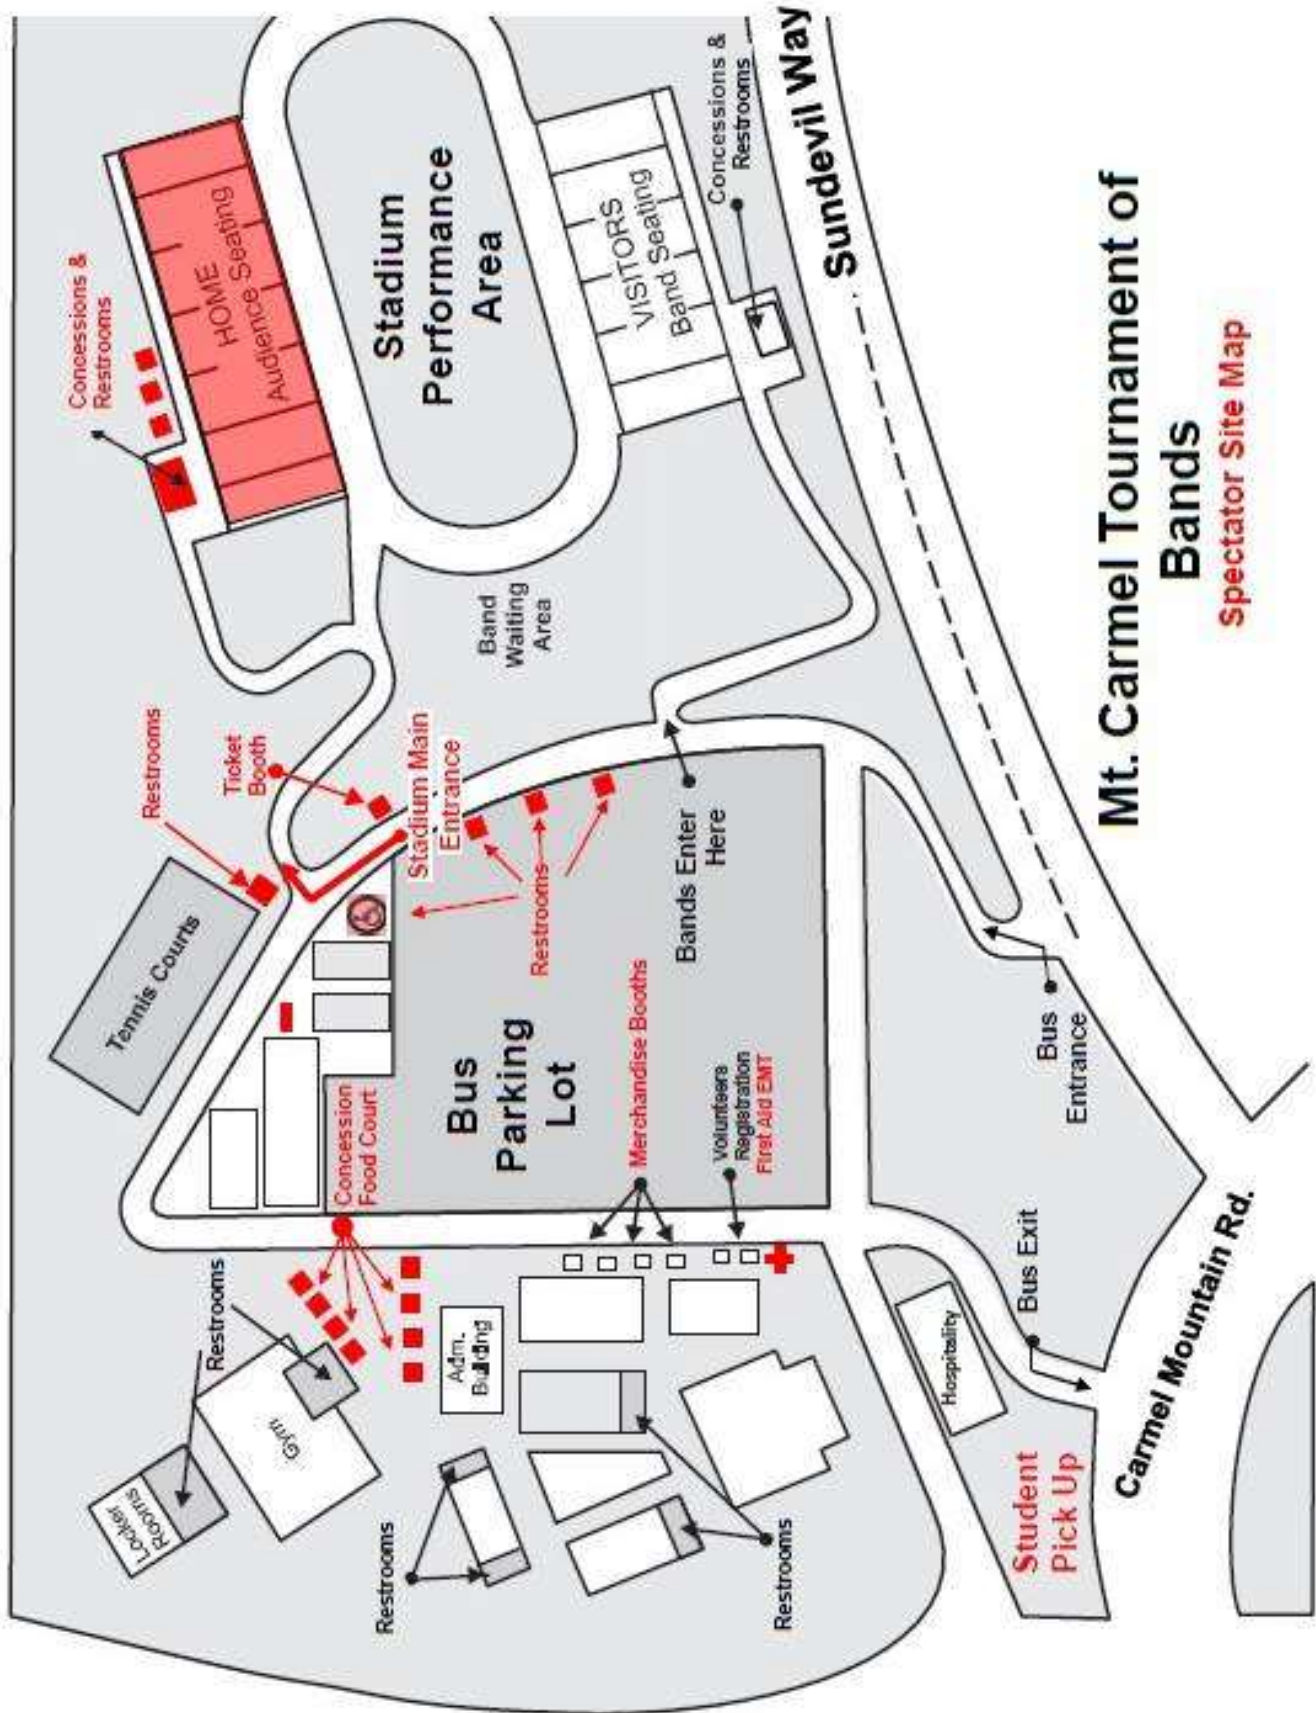 Mt. Carmel Tournament of
Bands
Spectator Site Map
Concessions &
Restrooms
HOME
Audience Seating
Stadium
Performance
Area
VISITORS
Band Seating
Concessions &
Restrooms
Sundevil Way
Band
Waiting
Area
Restrooms
Ticket
Booth
Stadium Main
Entrance
Tennis Courts
Restrooms
Bands Enter
Here
Bus
Parking
Lot
Merchandise Booths
Volunteers
Registration
First Aid EMT
Concession
Food Court
Bus
Entrance
Restrooms
Locker
Rooms
Gym
Adm.
Building
Restrooms
Restrooms
Hospitality
Bus Exit
Student
Pick Up
Carmel Mountain Rd.